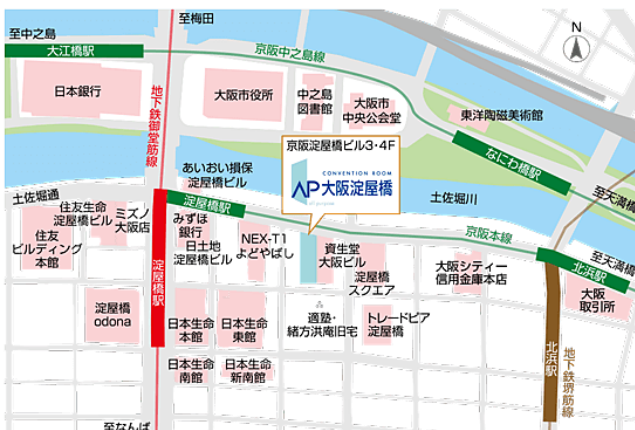 至梅田
N
至中之島
大江橋駅
京阪中之島線
日本銀行
地下鉄御堂筋線
大阪市役所
中之島
図書館
大阪市
中央公会堂
東洋陶磁美術館
なにわ橋駅
京阪淀屋橋ビル3・4F
CONVENTION ROOM
AP大阪淀屋橋
あいおい損保
淀屋橋ビル
土佐堀通
淀屋橋駅
土佐堀川
至天満橋
住友生命
淀屋橋ビル
ミズノ
大阪店
住友
ビルディング
本館
みずほ
銀行
日土地
淀屋橋ビル
NEX-T1
よどやばし
資生堂
大阪ビル
京阪本線
淀屋橋
スクエア
大阪シティー
信用金庫本店
北浜駅
至天満橋
大阪
取引所
淀屋橋駅
淀屋橋
odona
日本生命
本館
日本生命
東館
適塾・
緒方洪庵旧宅
トレードピア
淀屋橋
日本生命
南館
日本生命
新南館
北浜駅
地下鉄堺筋線
至なんば